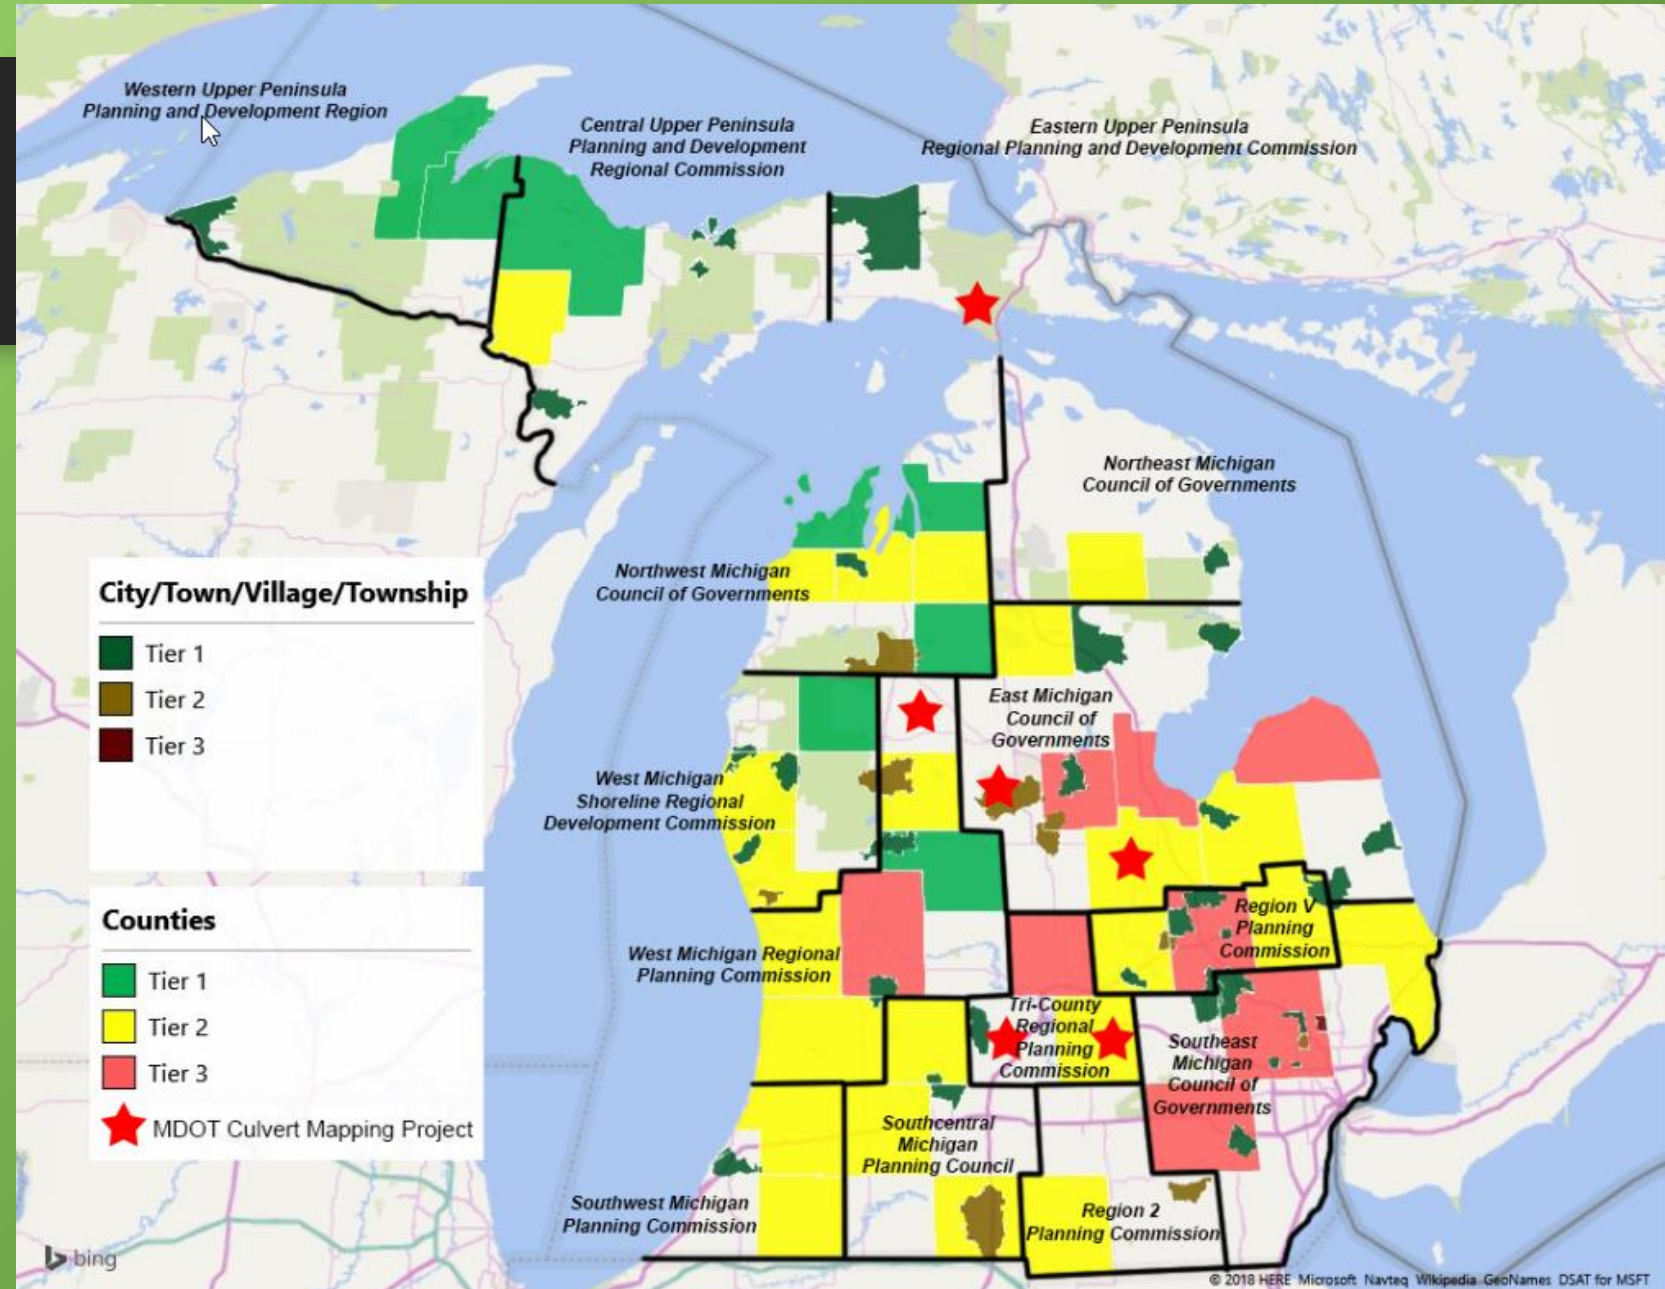 Western Upper Peninsula
Planning and Development Region
Central Upper Peninsula
Planning and Development
Regional Commission
Eastern Upper Peninsula
Regional Planning and Development Commission
Northeast Michigan
Council of Governments
Northwest Michigan
Council of Governments
East Michigan
Council of
Governments
West Michigan
Shoreline Regional
Development Commission
Region V
Planning
Commission
West Michigan Regional
Planning Commission
Tri-County
Regional
Planning
Commission
Southeast
Michigan
Council of
Governments
Southcentral
Michigan
Planning Council
Southwest Michigan
Planning Commission
Region 2
Planning Commission
City/Town/Village/Township
Tier 1
Tier 2
Tier 3
Counties
Tier 1
Tier 2
Tier 3
MDOT Culvert Mapping Project
bing
© 2018 HERE Microsoft Navteq Wikipedia GeoNames DSAT for MSFT